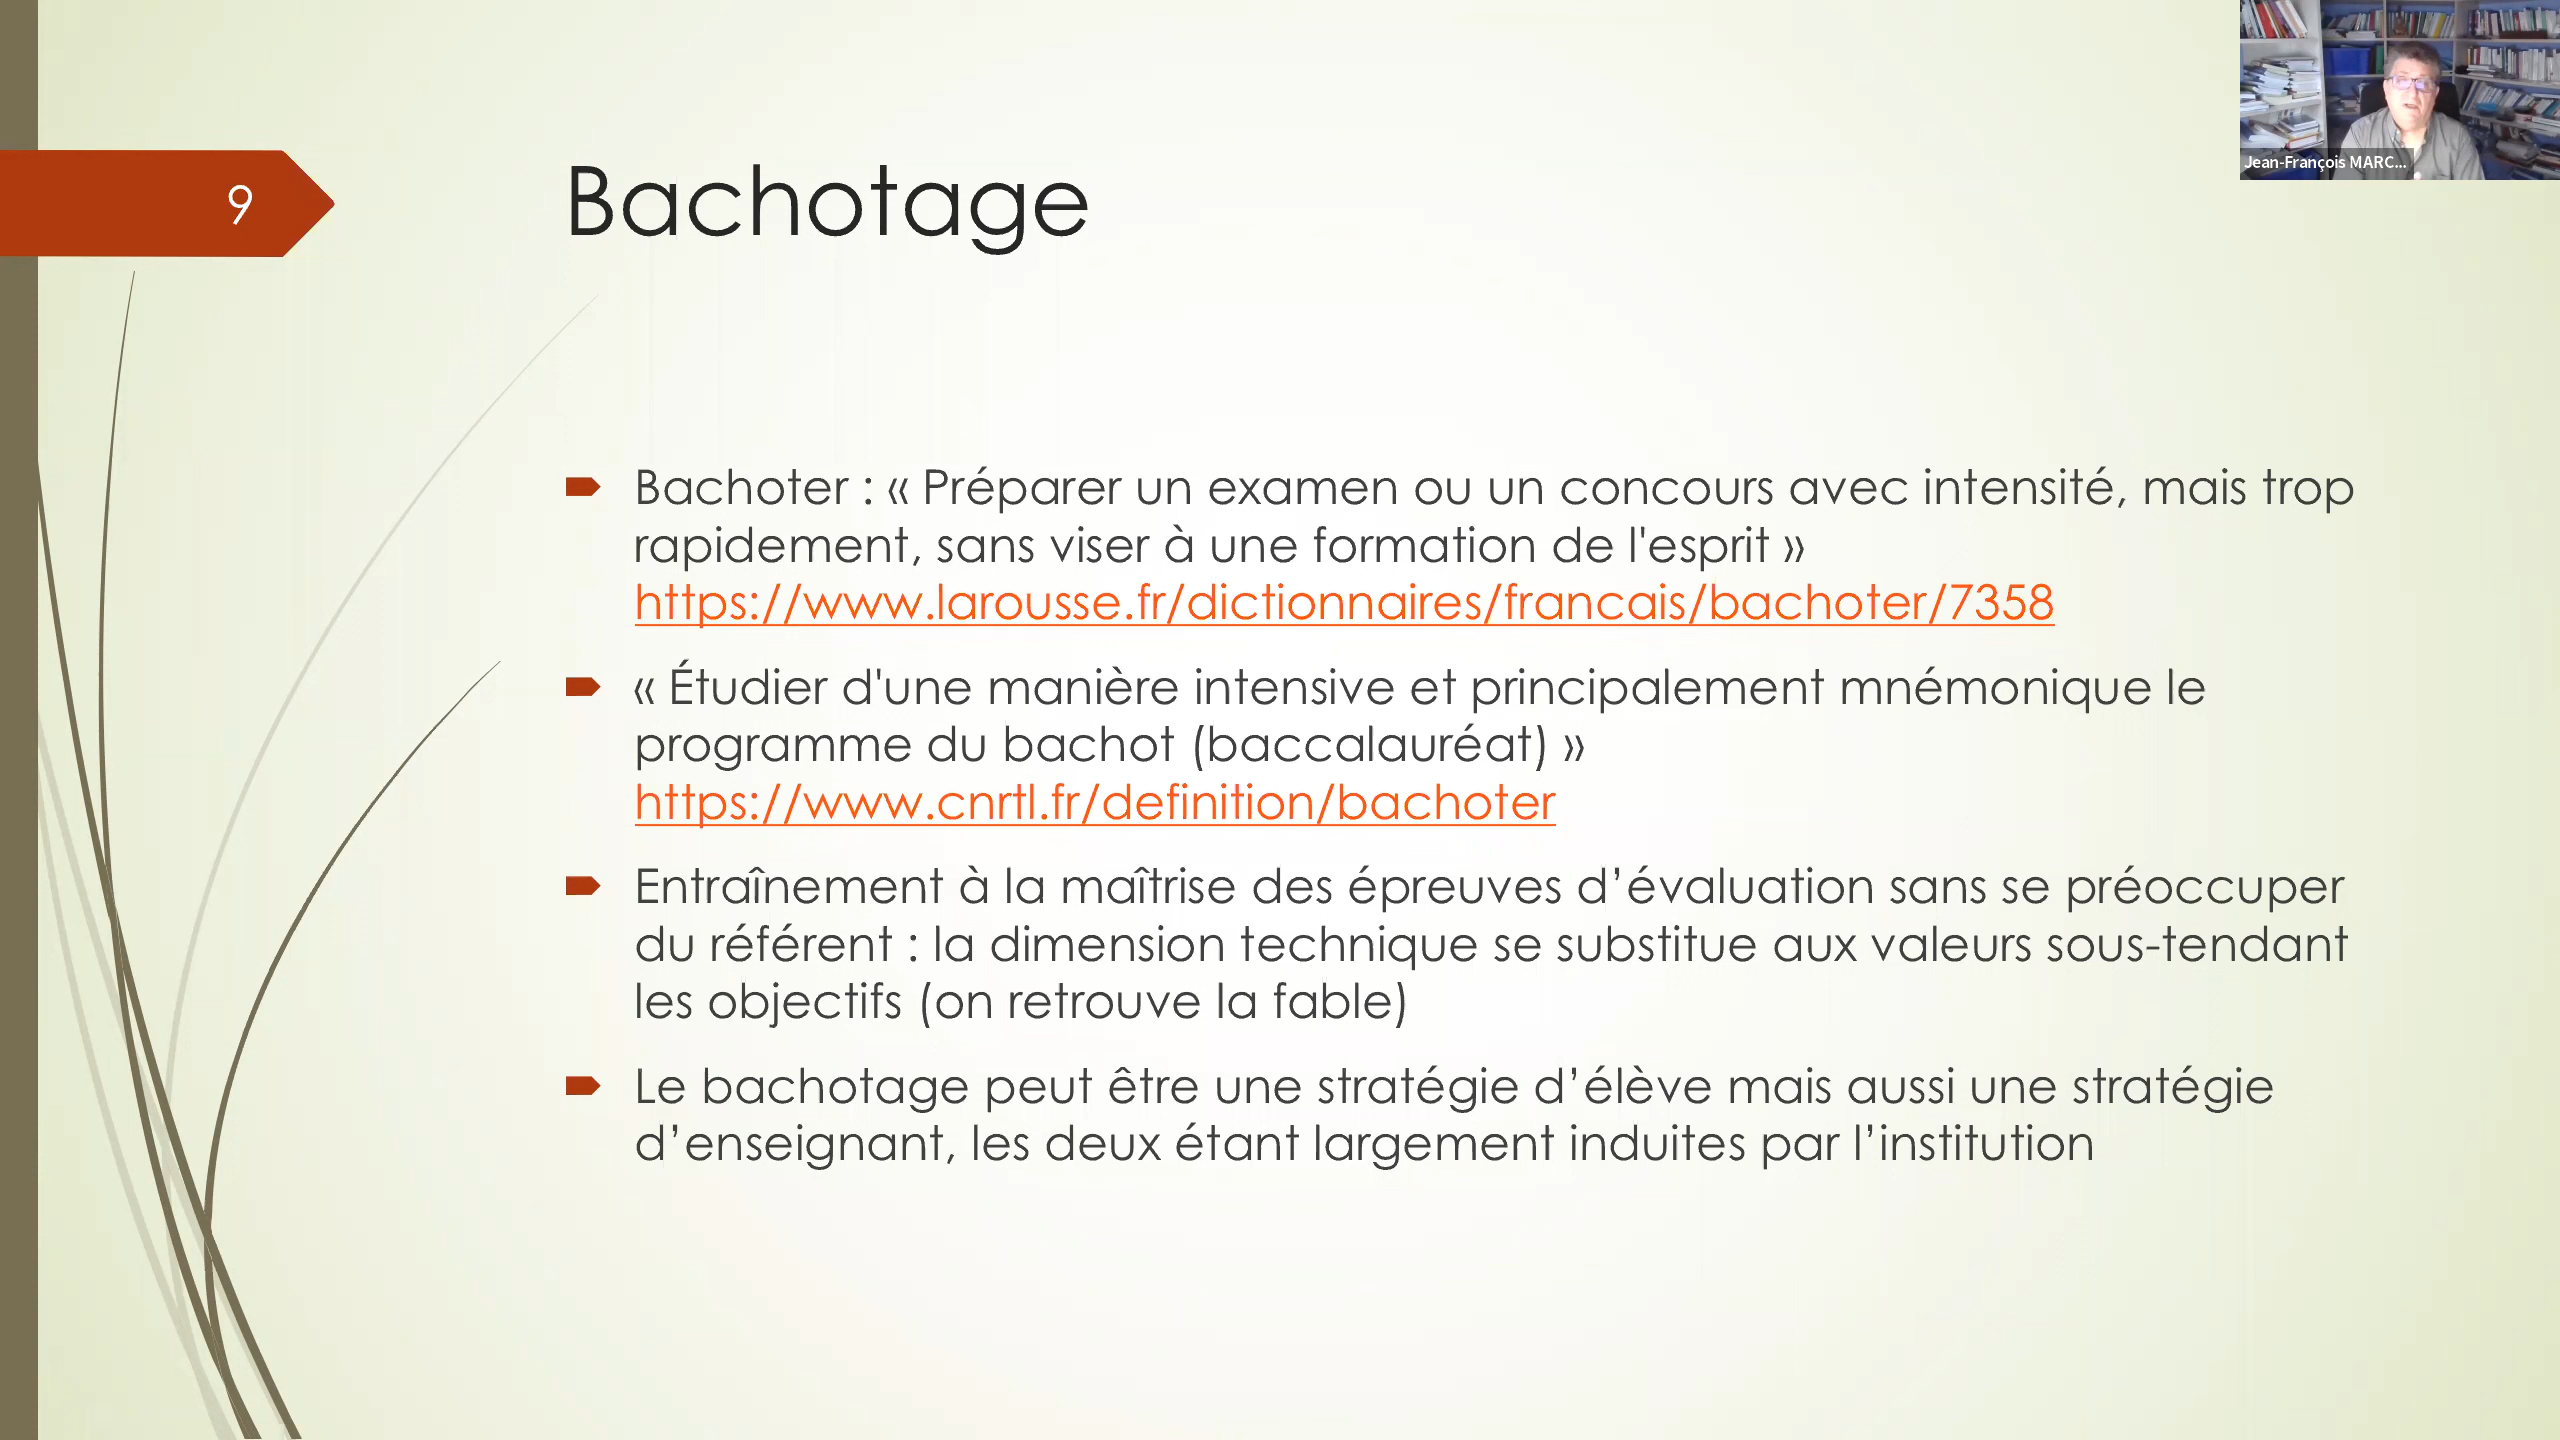 Jean-François MARC...
9
Bachotage
Bachoter : « Préparer un examen ou un concours avec intensité, mais trop
rapidement, sans viser à une formation de l'esprit »
https://www.larousse.fr/dictionnaires/francais/bachoter/7358
« Étudier d'une manière intensive et principalement mnémonique le
programme du bachot (baccalauréat) »
https://www.cnrtl.fr/definition/bachoter
Entraînement à la maîtrise des épreuves d’évaluation sans se préoccuper
du référent : la dimension technique se substitue aux valeurs sous-tendant
les objectifs (on retrouve la fable)
Le bachotage peut être une stratégie d’élève mais aussi une stratégie
d’enseignant, les deux étant largement induites par l’institution